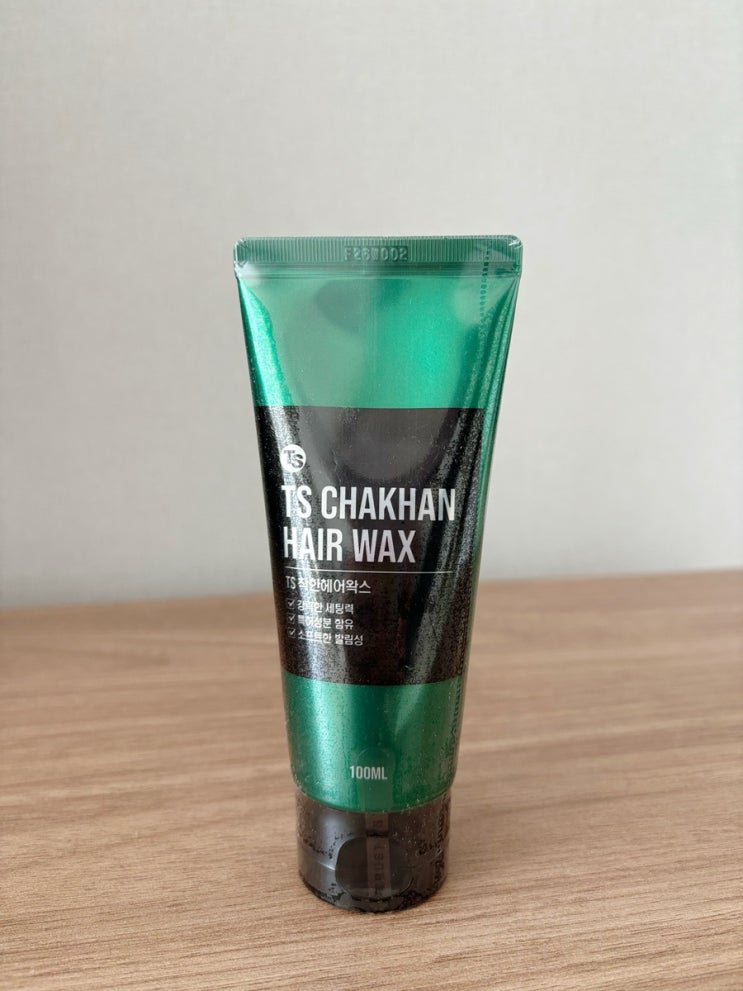 F26W002
TS
TS CHAKHAN
HAIR WAX
TS 착한헤어왁스
강력한 세팅력
특허성분 함유
소프트한 발림성
100ML